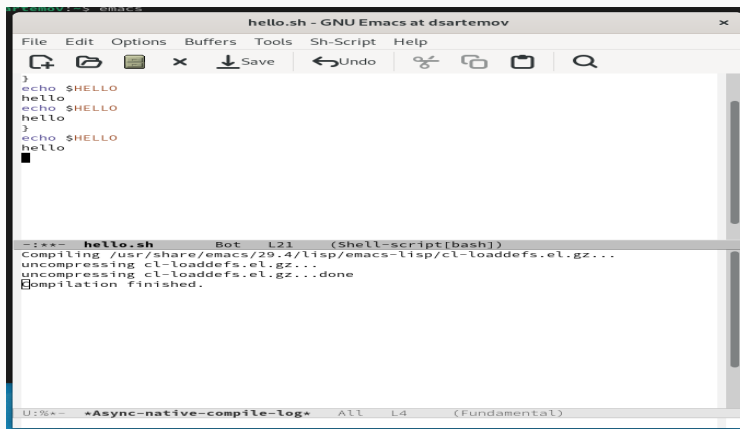 artemov:~$ emacs
hello.sh - GNU Emacs at dsartemov
File Edit Options Buffers Tools Sh-Script Help
Save Undo
}
echo $HELLO
hello
echo $HELLO
hello
}
echo $HELLO
hello
-:**- hello.sh Bot L21 (Shell-script[bash])
Compiling /usr/share/emacs/29.4/lisp/emacs-lisp/cl-loaddefs.el.gz...
uncompressing cl-loaddefs.el.gz...
uncompressing cl-loaddefs.el.gz...done
Compilation finished.
U:%*- *Async-native-compile-log* All L4 (Fundamental)